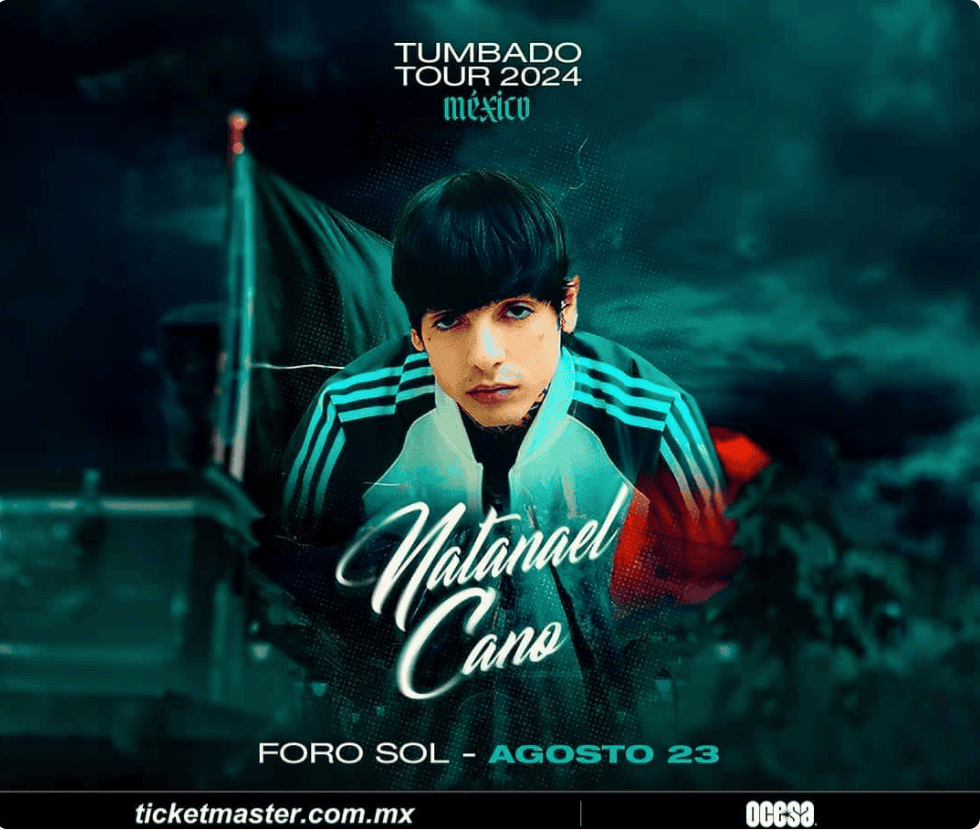 TUMBADO
TOUR 2024
méxico
Natanael
Cano
FORO SOL - AGOSTO 23
ticketmaster.com.mx
ocesa